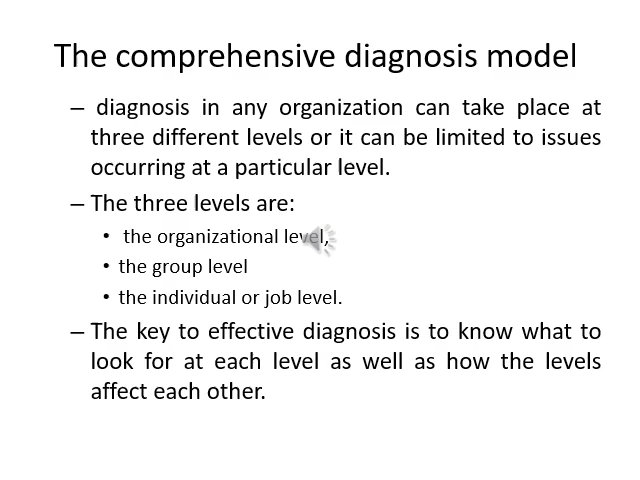 The comprehensive diagnosis model
– diagnosis in any organization can take place at
three different levels or it can be limited to issues
occurring at a particular level.
– The three levels are:
• the organizational level,
• the group level
• the individual or job level.
– The key to effective diagnosis is to know what to
look for at each level as well as how the levels
affect each other.